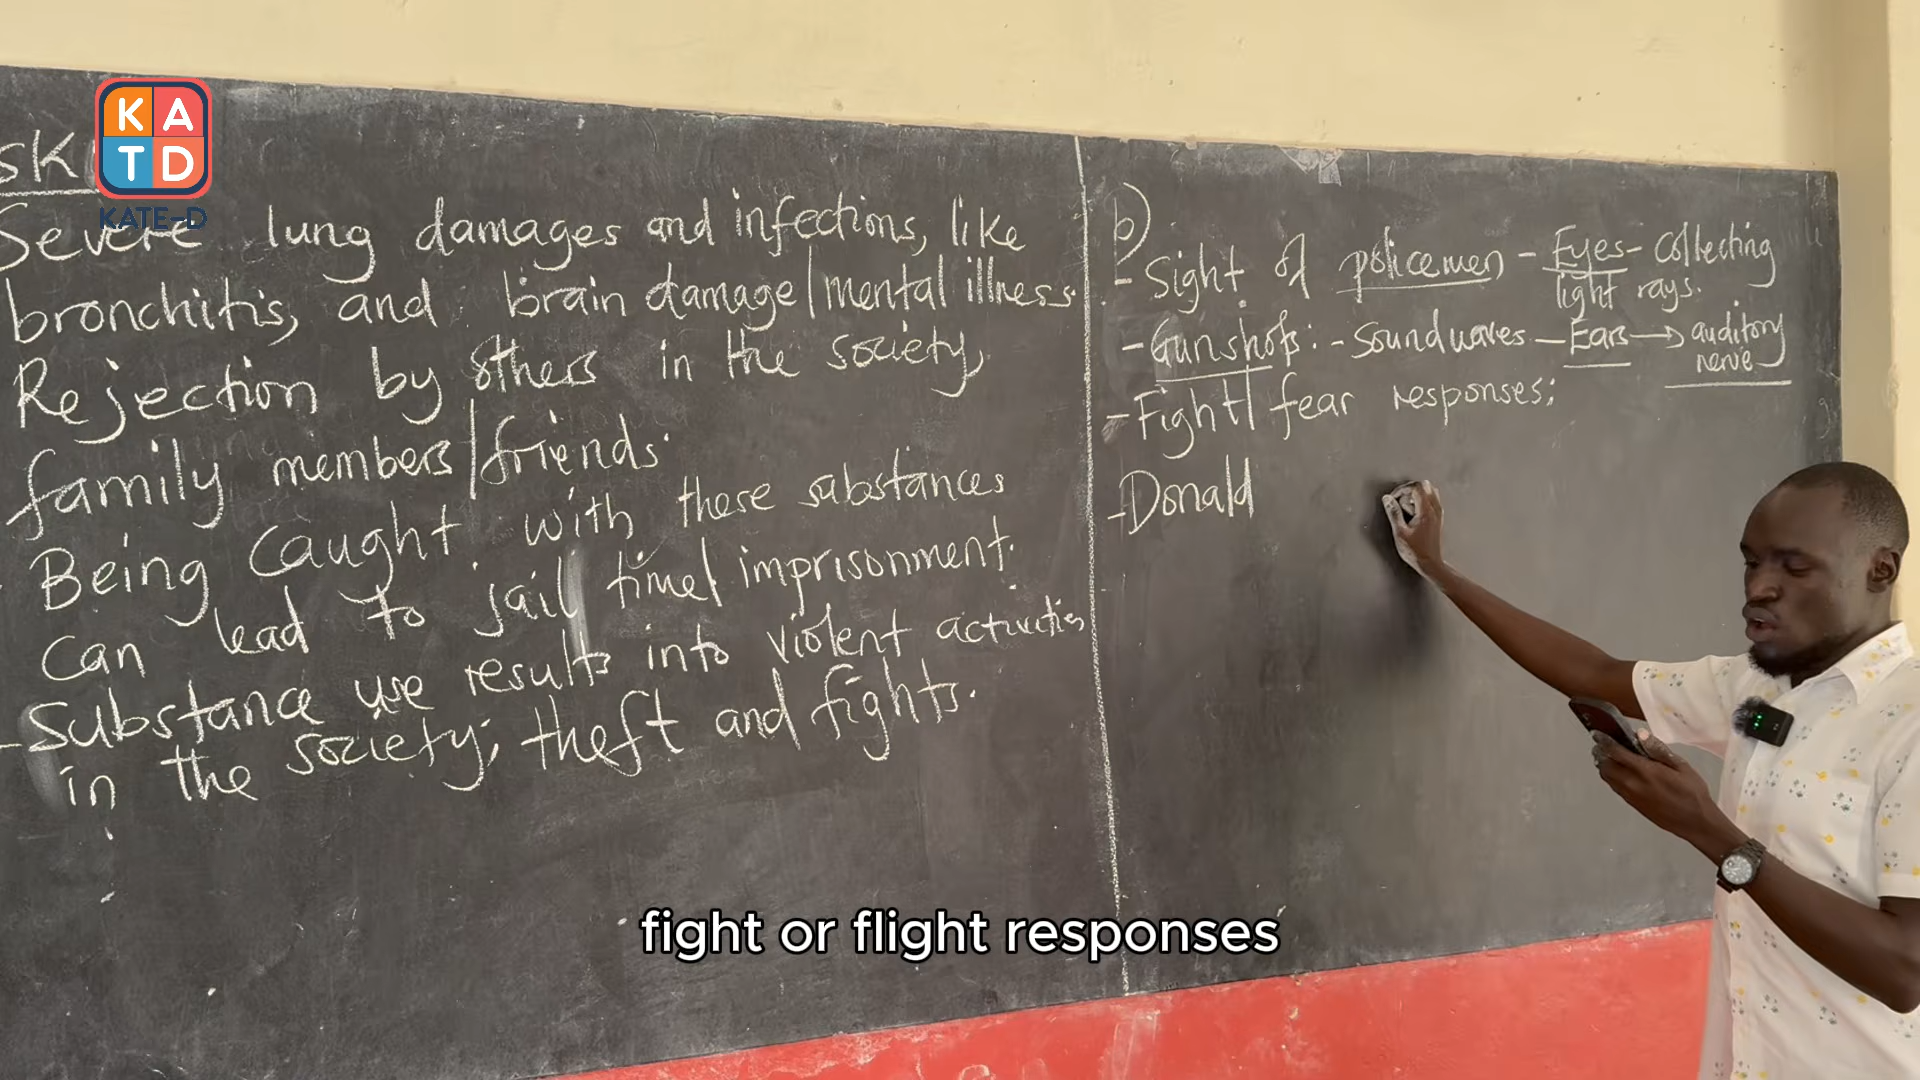 KA
TD
KATE-D
SK
Severe lung damages and infections, like
bronchitis, and brain damage/mental illness.
Rejection by others in the society,
family members/friends.
Being caught with these substances
can lead to jail time/imprisonment.
-Substance use results into violent activities
in the society; theft and fights.
b)
-Sight of policemen - Eyes - Collecting
light rays.
-Gunshots: -Soundwaves - Ears → auditory
nerve
-Fight/fear responses:
-Donald
fight or flight responses